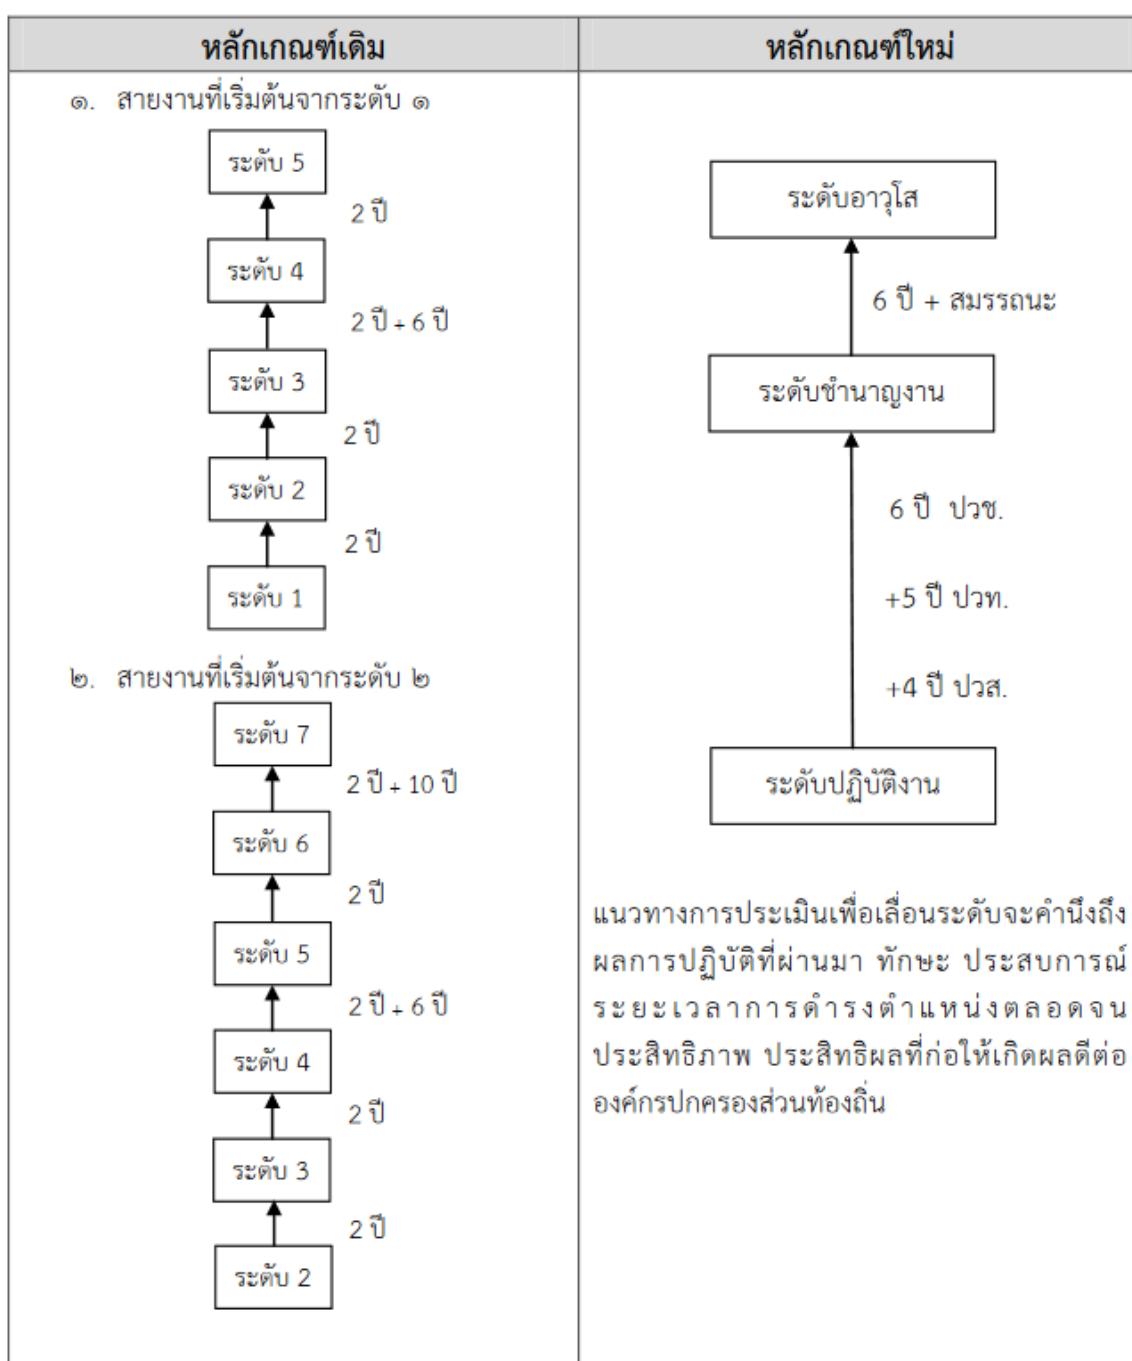 หลักเกณฑ์เดิม
๑. สายงานที่เริ่มต้นจากระดับ ๑
ระดับ 5
2 ปี
ระดับ 4
2 ปี + 6 ปี
ระดับ 3
2 ปี
ระดับ 2
2 ปี
ระดับ 1
๒. สายงานที่เริ่มต้นจากระดับ ๒
ระดับ 7
2 ปี + 10 ปี
ระดับ 6
2 ปี
ระดับ 5
2 ปี + 6 ปี
ระดับ 4
2 ปี
ระดับ 3
2 ปี
ระดับ 2
หลักเกณฑ์ใหม่
ระดับอาวุโส
6 ปี + สมรรถนะ
ระดับชำนาญงาน
6 ปี ปวช.
+5 ปี ปวท.
+4 ปี ปวส.
ระดับปฏิบัติงาน
แนวทางการประเมินเพื่อเลื่อนระดับจะคำนึงถึง
ผลการปฏิบัติที่ผ่านมา ทักษะ ประสบการณ์
ระยะเวลาการดำรงตำแหน่งตลอดจน
ประสิทธิภาพ ประสิทธิผลที่ก่อให้เกิดผลดีต่อ
องค์กรปกครองส่วนท้องถิ่น